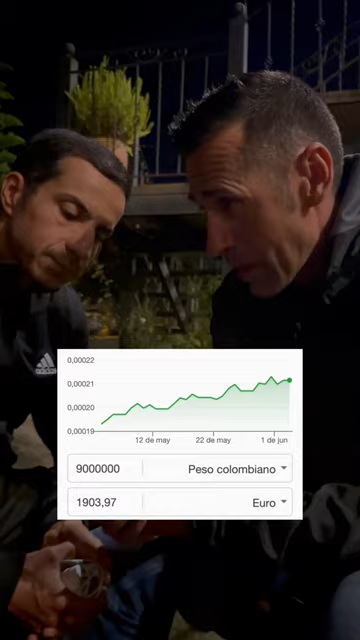 adidas
0,00022
0,00021
0,00020
0,00019
12 de may 22 de may 1 de jun
9000000 Peso colombiano
1903,97 Euro